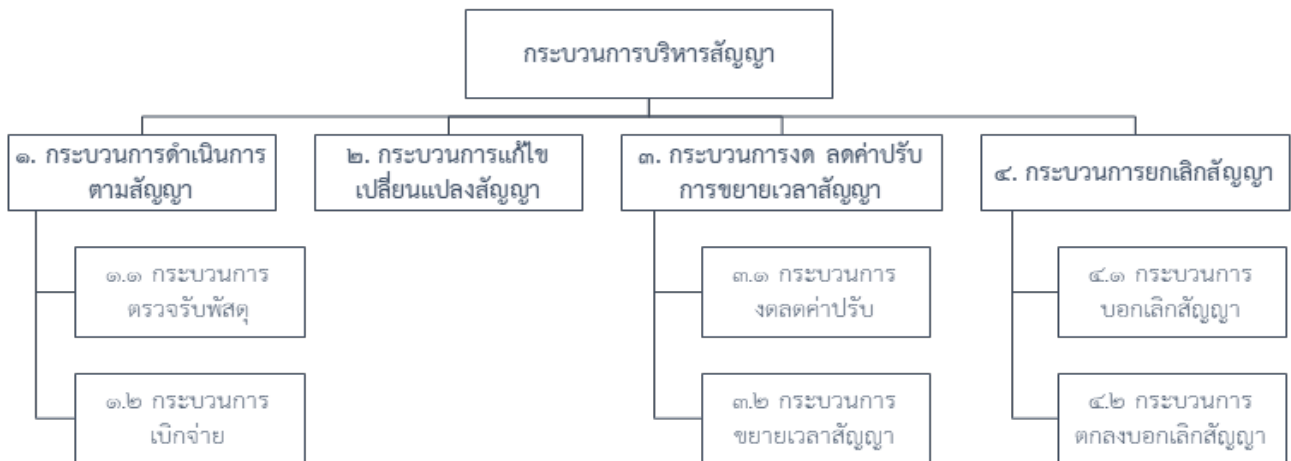 กระบวนการบริหารสัญญา
๑. กระบวนการดำเนินการ
ตามสัญญา
๒. กระบวนการแก้ไข
เปลี่ยนแปลงสัญญา
๓. กระบวนการงด ลดค่าปรับ
การขยายเวลาสัญญา
๔. กระบวนการยกเลิกสัญญา
๑.๑ กระบวนการ
ตรวจรับพัสดุ
๓.๑ กระบวนการ
งดลดค่าปรับ
๔.๑ กระบวนการ
บอกเลิกสัญญา
๑.๒ กระบวนการ
เบิกจ่าย
๓.๒ กระบวนการ
ขยายเวลาสัญญา
๔.๒ กระบวนการ
ตกลงบอกเลิกสัญญา